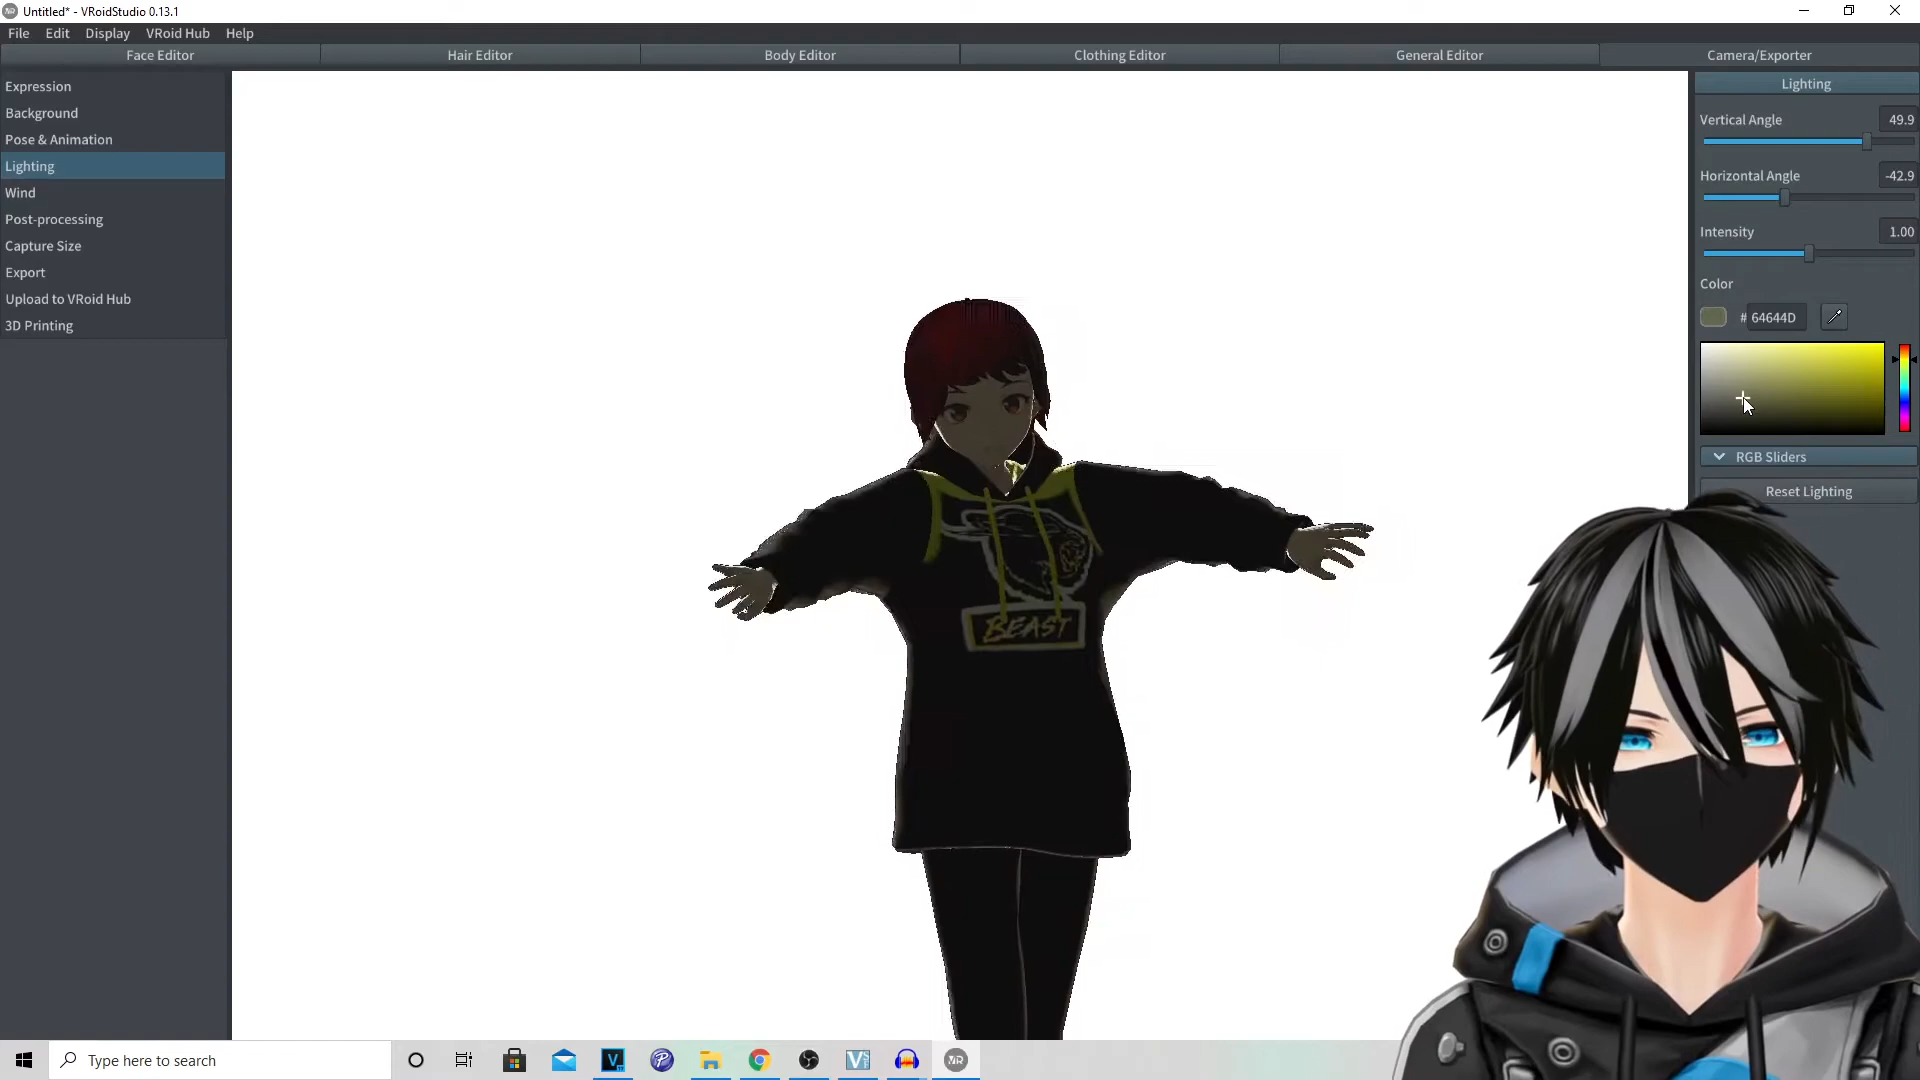 Untitled* - VRoidStudio 0.13.1
File Edit Display VRoid Hub Help
Face Editor Hair Editor Body Editor Clothing Editor General Editor Camera/Exporter
Expression
Background
Pose & Animation
Lighting
Wind
Post-processing
Capture Size
Export
Upload to VRoid Hub
3D Printing
Lighting
Vertical Angle 49.9
Horizontal Angle -42.9
Intensity 1.00
Color
# 64644D
RGB Sliders
Reset Lighting
BEAST
Type here to search